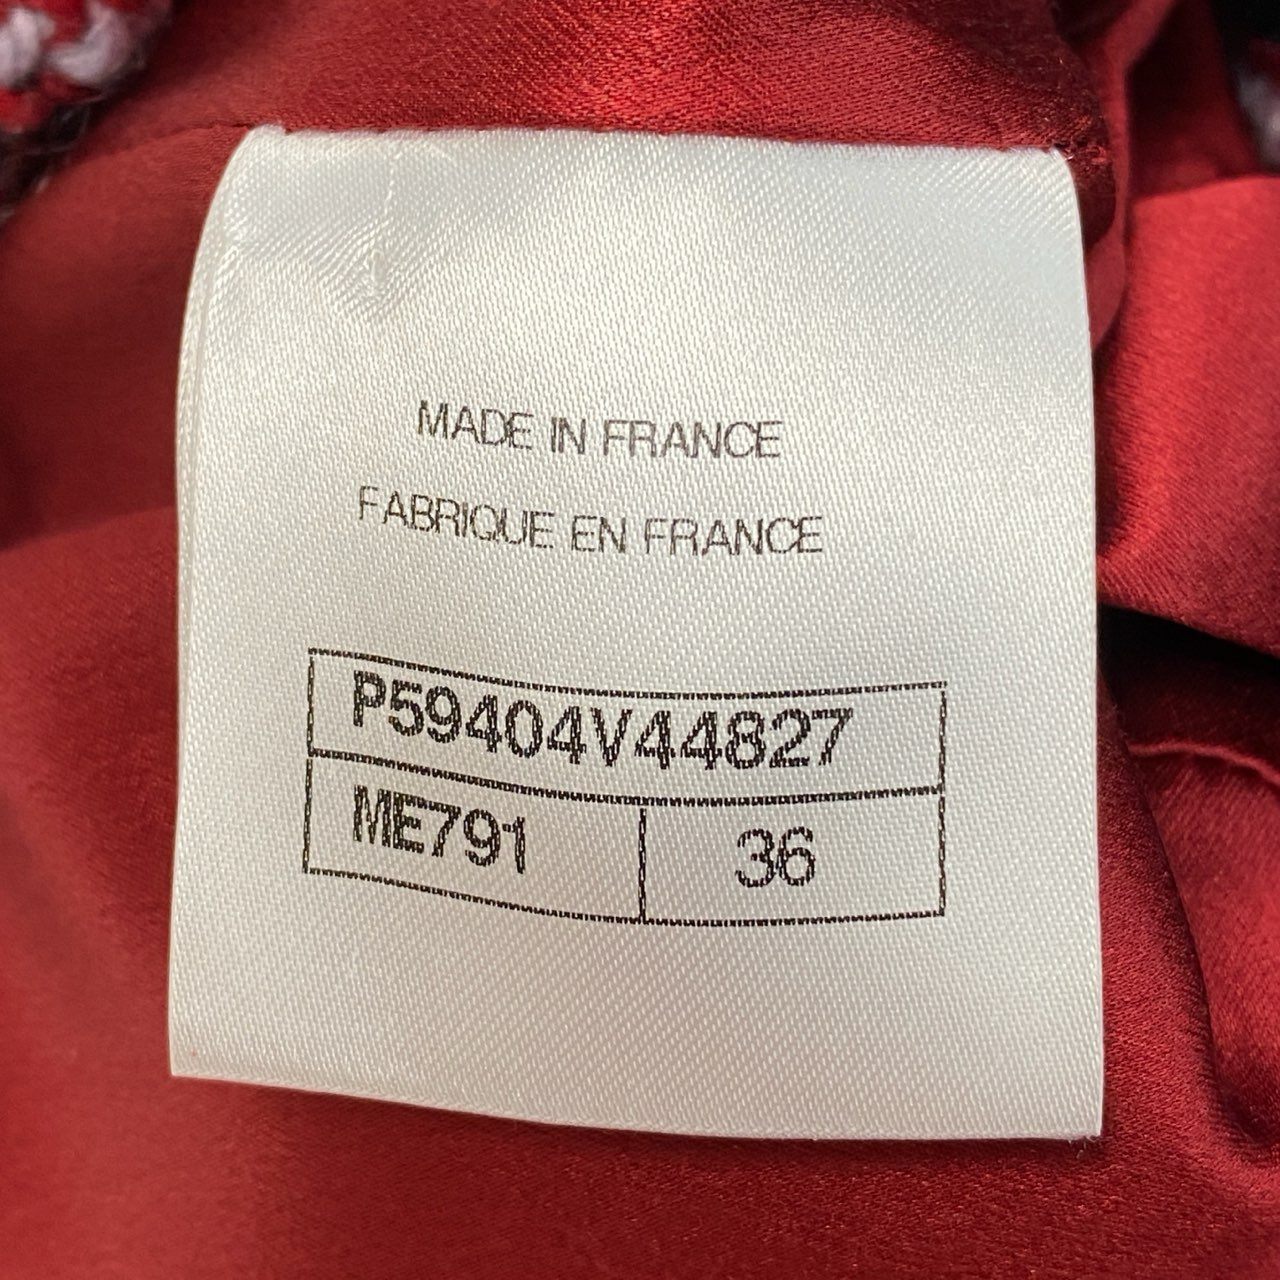 MADE IN FRANCE
FABRIQUE EN FRANCE
P59404V44827
ME791 36